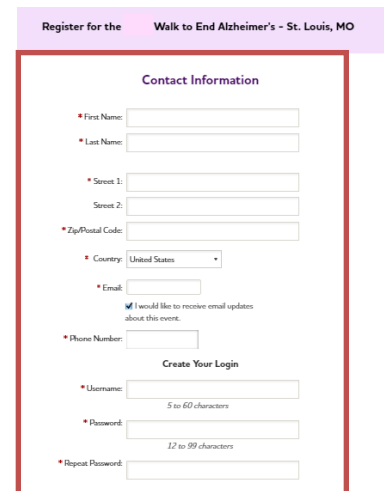 Register for the Walk to End Alzheimer's - St. Louis, MO
Contact Information
* First Name:
* Last Name:
* Street 1:
Street 2:
* Zip/Postal Code:
* Country: United States
* Email:
I would like to receive email updates
about this event.
* Phone Number:
Create Your Login
* Username:
5 to 60 characters
* Password:
12 to 99 characters
* Repeat Password: